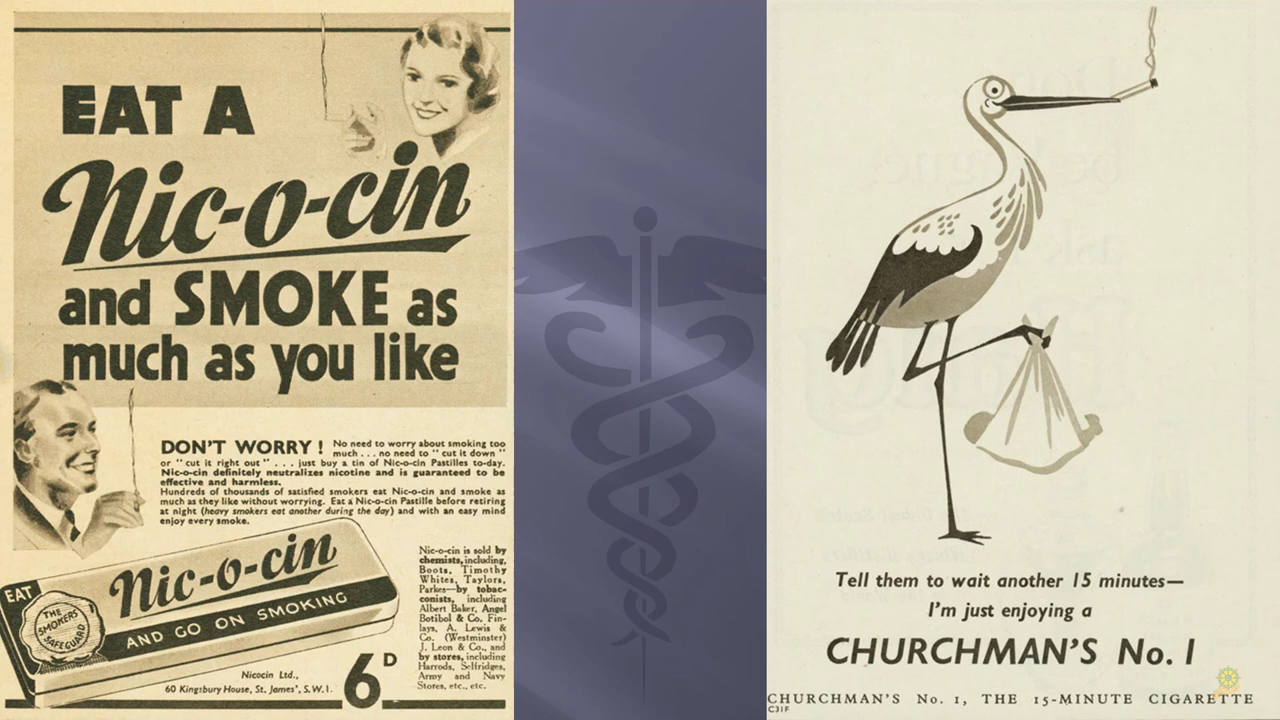 EAT A
Nic-o-cin
and SMOKE as
much as you like
DON'T WORRY! No need to worry about smoking too
much . . . no need to "cut it down"
or "cut it right out" . . . just buy a tin of Nic-o-cin Pastilles to-day.
Nic-o-cin definitely neutralizes nicotine and is guaranteed to be
effective and harmless.
Hundreds of thousands of satisfied smokers eat Nic-o-cin and smoke as
much as they like without worrying. Eat a Nic-o-cin Pastille before retiring
at night (heavy smokers eat another during the day) and with an easy mind
enjoy every smoke.
EAT
Nic-o-cin
AND GO ON SMOKING
THE
SMOKERS
SAFEGUARD
Nic-o-cin is sold by
chemists, including,
Boots, Timothy
Whites, Taylors,
Parkes—by tobac-
conists, including
Albert Baker, Angel
Botibol & Co. Fin-
lays, A. Lewis &
Co. (Westminster)
J. Leon & Co., and
by stores, including
Harrods, Selfridges,
Army and Navy
Stores, etc., etc.
Nicocin Ltd.,
60 Kingsbury House, St. James', S.W.1.
6D
Tell them to wait another 15 minutes—
I'm just enjoying a
CHURCHMAN'S No. 1
CHURCHMAN'S No. 1, THE 15-MINUTE CIGARETTE
C31F